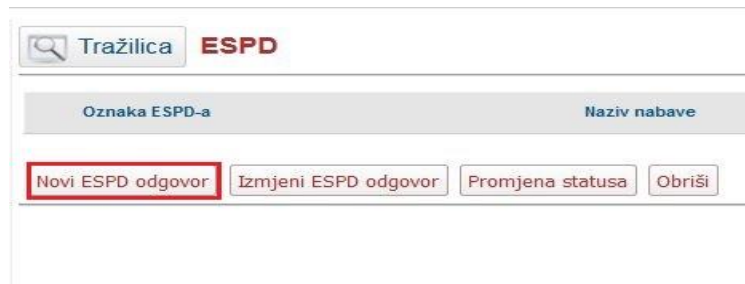 Tražilica ESPD
Oznaka ESPD-a Naziv nabave
Novi ESPD odgovor Izmjeni ESPD odgovor Promjena statusa Obriši